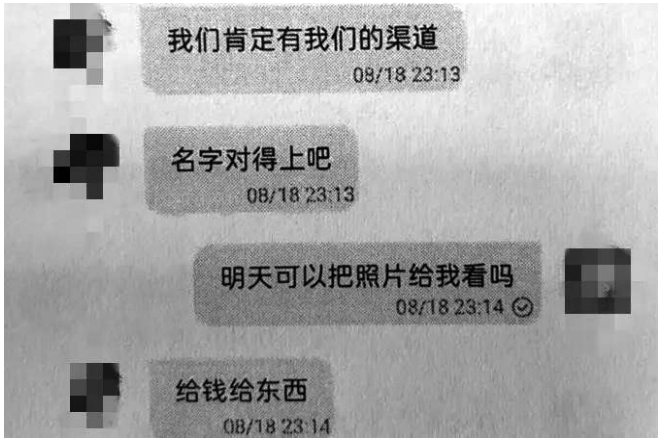 我们肯定有我们的渠道
08/18 23:13
名字对得上吧
08/18 23:13
明天可以把照片给我看吗
08/18 23:14
给钱给东西
08/18 23:14